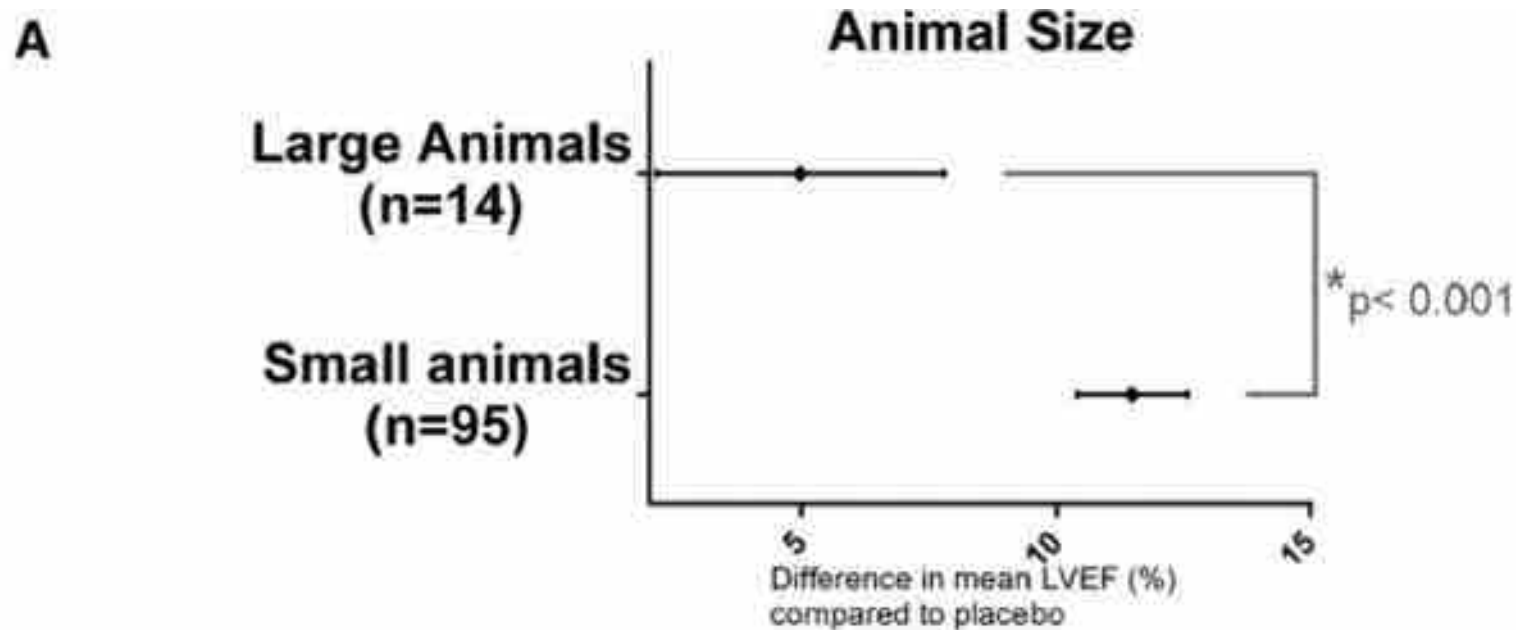 A
Animal Size
Large Animals
(n=14)
* p< 0.001
Small animals
(n=95)
5
10
15
Difference in mean LVEF (%)
compared to placebo